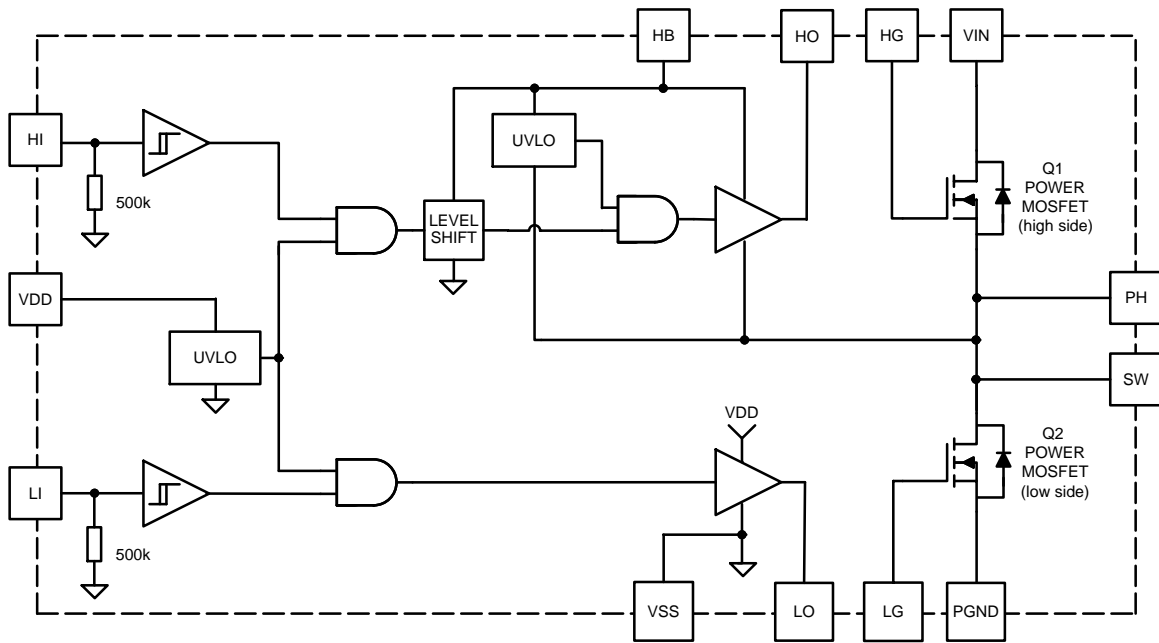 HB
HO
HG
VIN
HI
500k
UVLO
LEVEL
SHIFT
Q1
POWER
MOSFET
(high side)
VDD
UVLO
PH
SW
VDD
Q2
POWER
MOSFET
(low side)
LI
500k
VSS
LO
LG
PGND